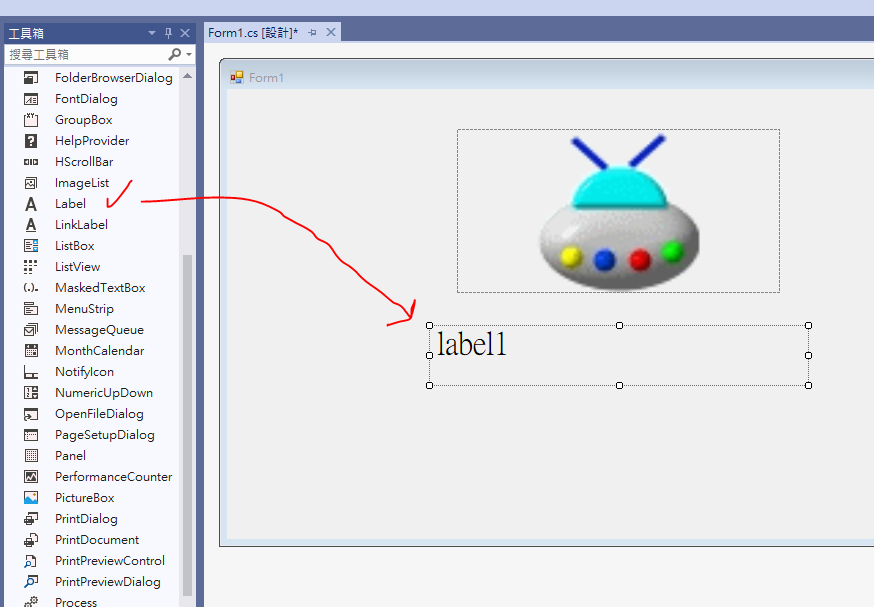 工具箱
搜尋工具箱
FolderBrowserDialog
FontDialog
GroupBox
HelpProvider
HScrollBar
ImageList
Label
LinkLabel
ListBox
ListView
MaskedTextBox
MenuStrip
MessageQueue
MonthCalendar
NotifyIcon
NumericUpDown
OpenFileDialog
PageSetupDialog
Panel
PerformanceCounter
PictureBox
PrintDialog
PrintDocument
PrintPreviewControl
PrintPreviewDialog
Process
Form1.cs [設計]*
Form1
label1